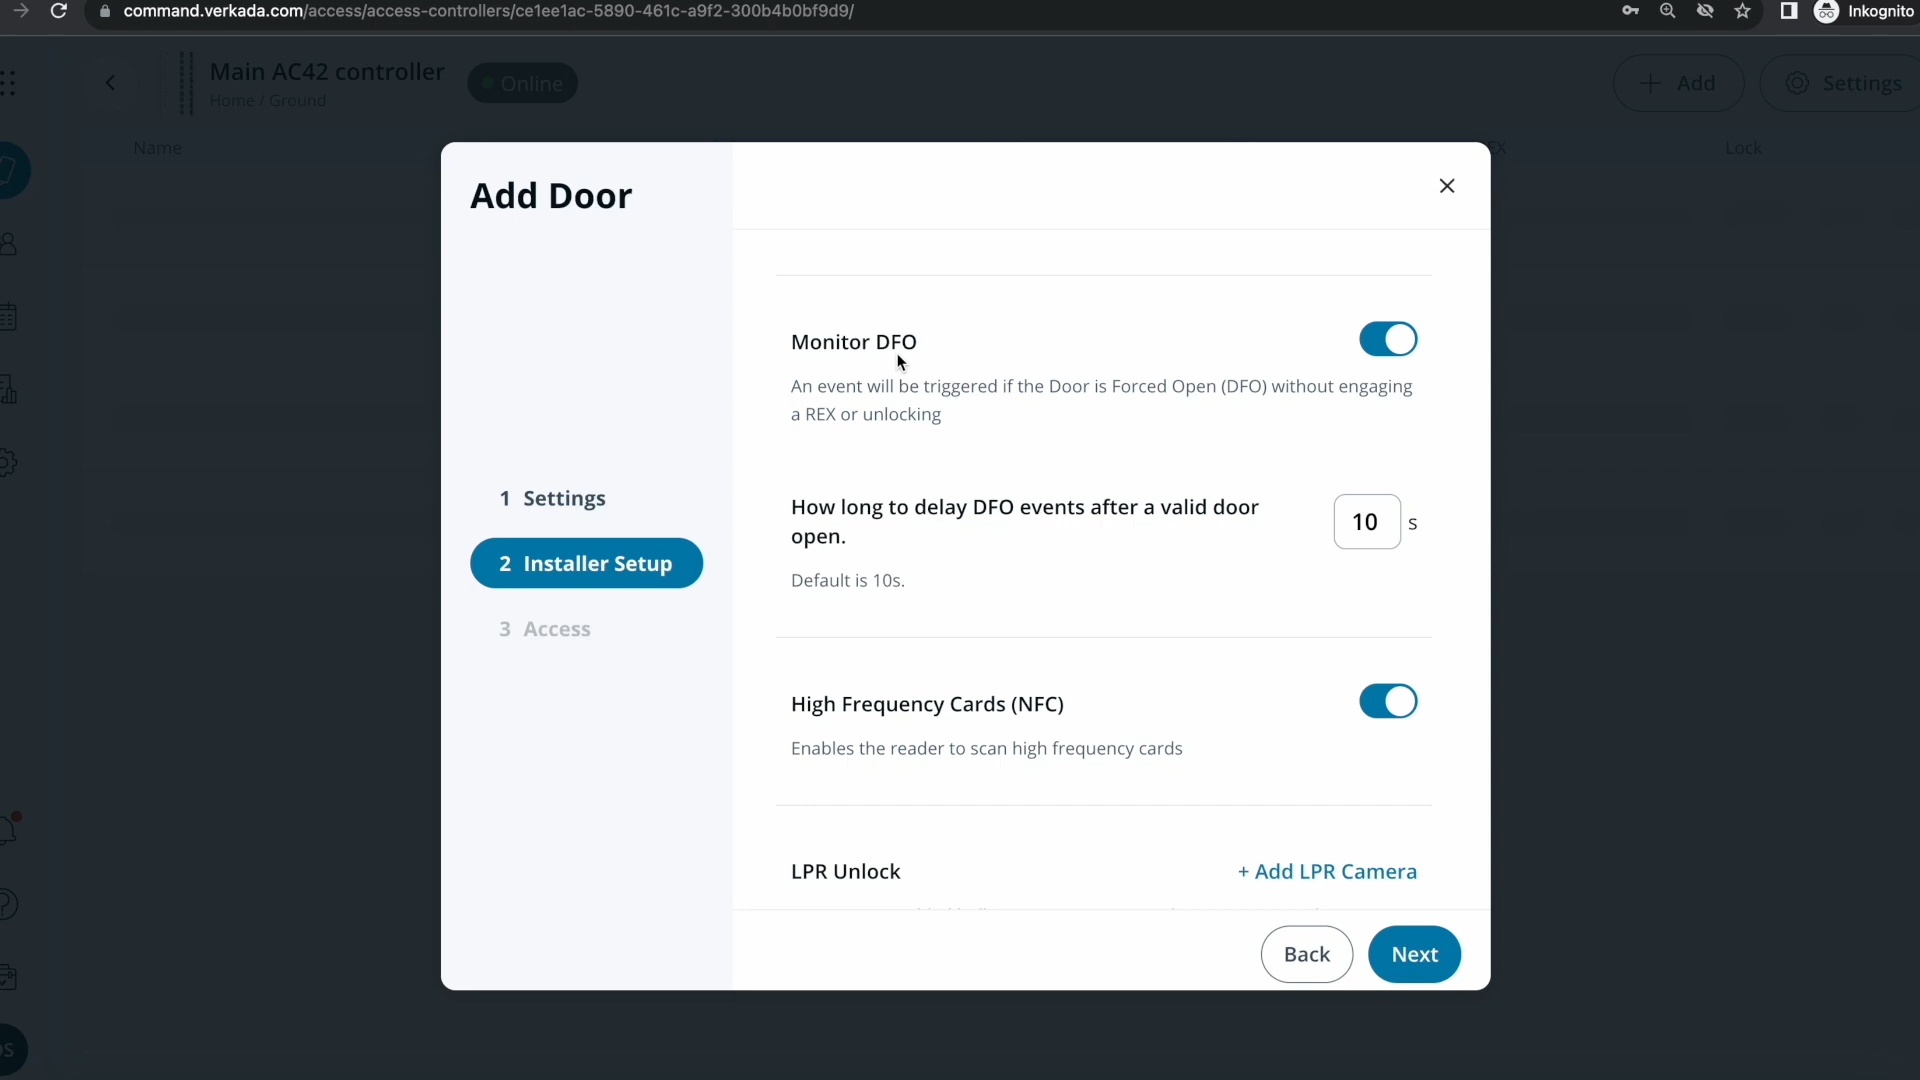 command.verkada.com/access/access-controllers/ce1ee1ac-5890-461c-a9f2-300b4b0bf9d9/
Inkognito
Main AC42 controller
Home / Ground
Online
+ Add
Settings
Name
Lock
Add Door
Monitor DFO
An event will be triggered if the Door is Forced Open (DFO) without engaging
a REX or unlocking
1 Settings
How long to delay DFO events after a valid door
open.
10 s
2 Installer Setup
Default is 10s.
3 Access
High Frequency Cards (NFC)
Enables the reader to scan high frequency cards
LPR Unlock
+ Add LPR Camera
Back
Next